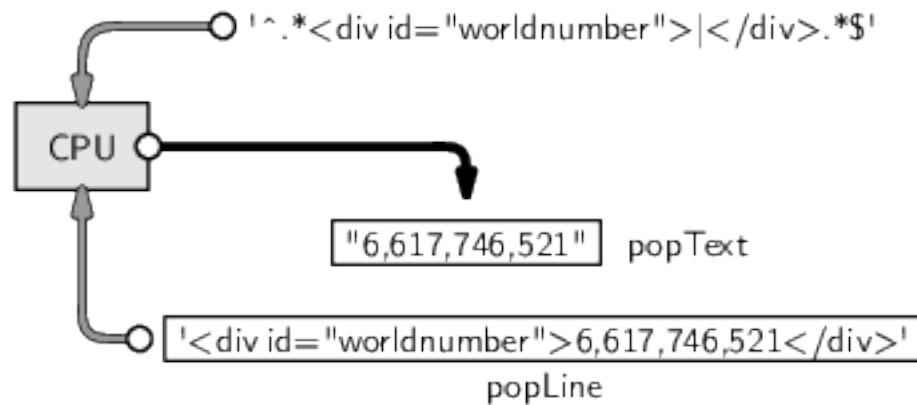 '^.*<div id="worldnumber">|</div>.*$'
CPU
"6,617,746,521" popText
'<div id="worldnumber">6,617,746,521</div>'
popLine